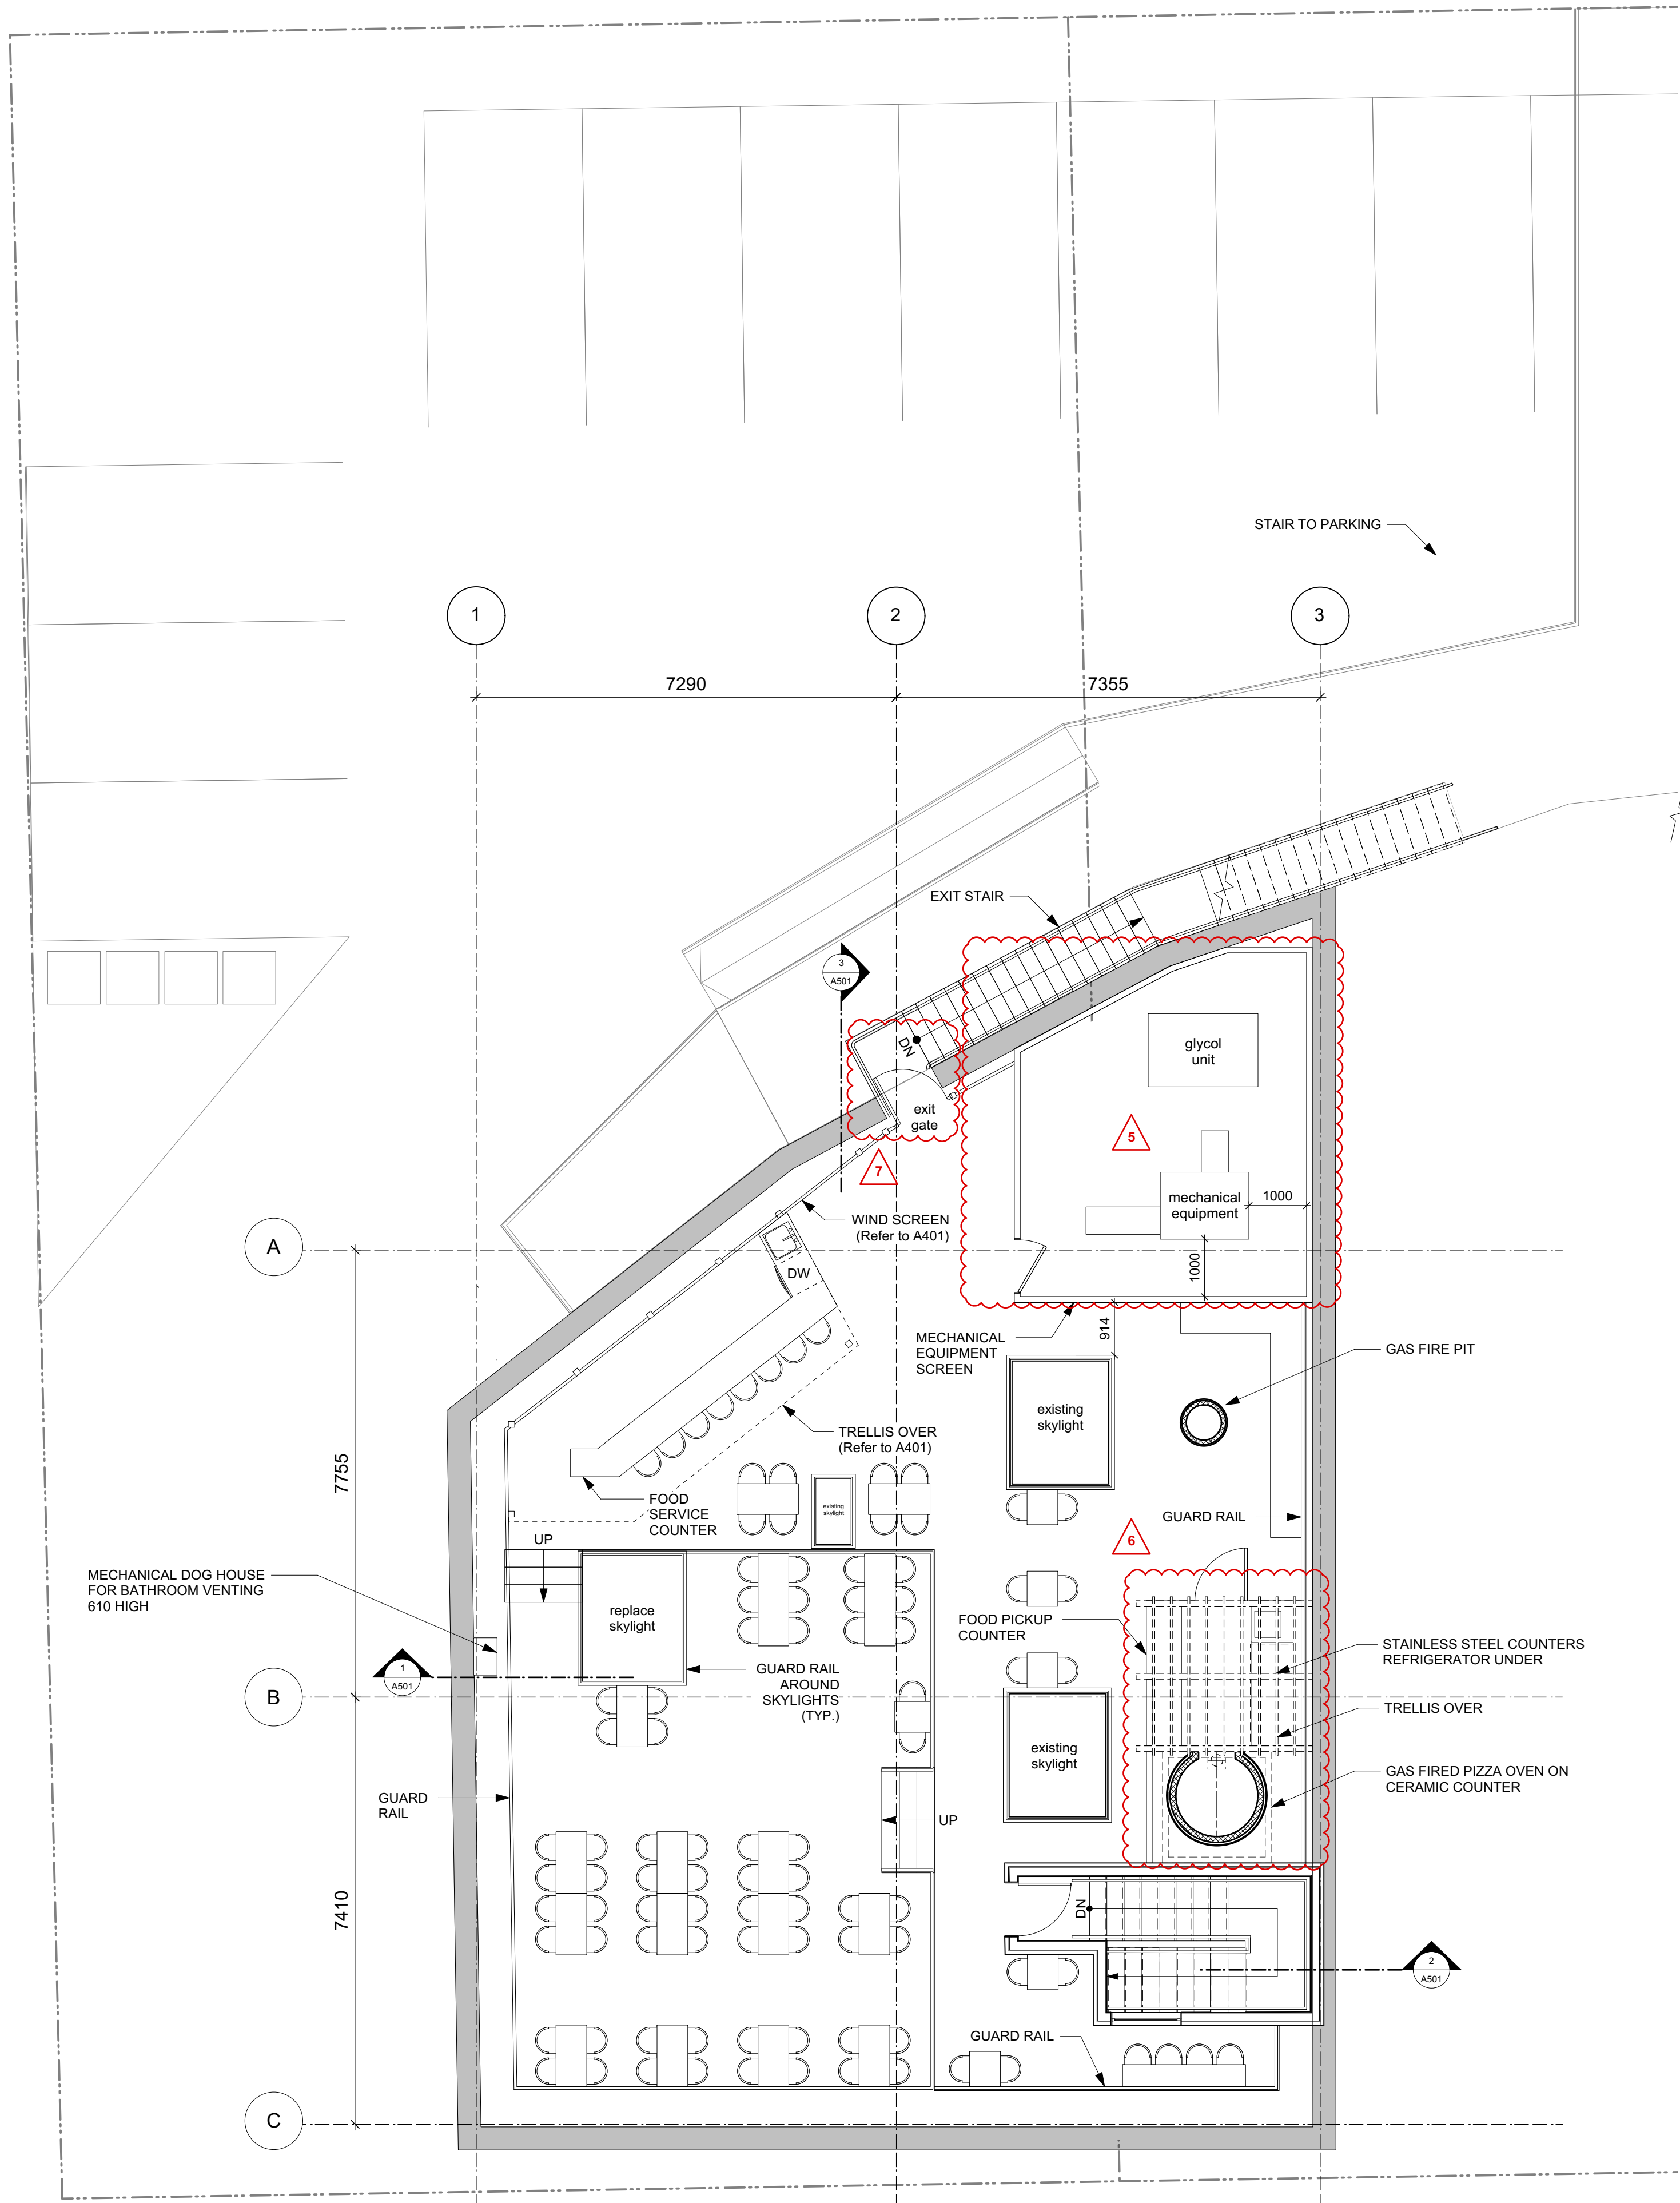 STAIR TO PARKING
1
2
3
7290
7355
EXIT STAIR
3
A501
DN
glycol
unit
exit
gate
5
7
mechanical
equipment
1000
1000
WIND SCREEN
(Refer to A401)
A
DW
914
MECHANICAL
EQUIPMENT
SCREEN
GAS FIRE PIT
existing
skylight
TRELLIS OVER
(Refer to A401)
7755
FOOD
SERVICE
COUNTER
existing
skylight
GUARD RAIL
6
UP
MECHANICAL DOG HOUSE
FOR BATHROOM VENTING
610 HIGH
replace
skylight
FOOD PICKUP
COUNTER
STAINLESS STEEL COUNTERS
REFRIGERATOR UNDER
1
A501
GUARD RAIL
AROUND
SKYLIGHTS
(TYP.)
B
TRELLIS OVER
existing
skylight
GAS FIRED PIZZA OVEN ON
CERAMIC COUNTER
GUARD
RAIL
UP
7410
DN
2
A501
GUARD RAIL
C